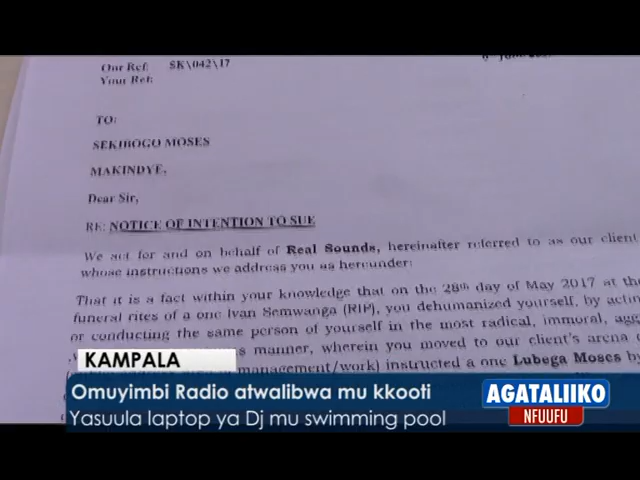 Our Ref: SK\042\17
Your Ref:
TO:
SEKIBOGO MOSES
MAKINDYE,
Dear Sir,
RE: NOTICE OF INTENTION TO SUE
We act for and on behalf of Real Sounds, hereinafter referred to as our client
whose instructions we address you as hereunder:
That it is a fact within your knowledge that on the 28th day of May 2017 at the
funeral rites of a one Ivan Semwanga (RIP), you dehumanized yourself, by actin
or conducting the same person of yourself in the most radical, immoral, agg
manner, wherein you moved to our client's arena
management/work) instructed a one Lubega Moses by
KAMPALA
Omuyimbi Radio atwalibwa mu kkooti
Yasuula laptop ya Dj mu swimming pool
AGATALIIKO
NFUUFU